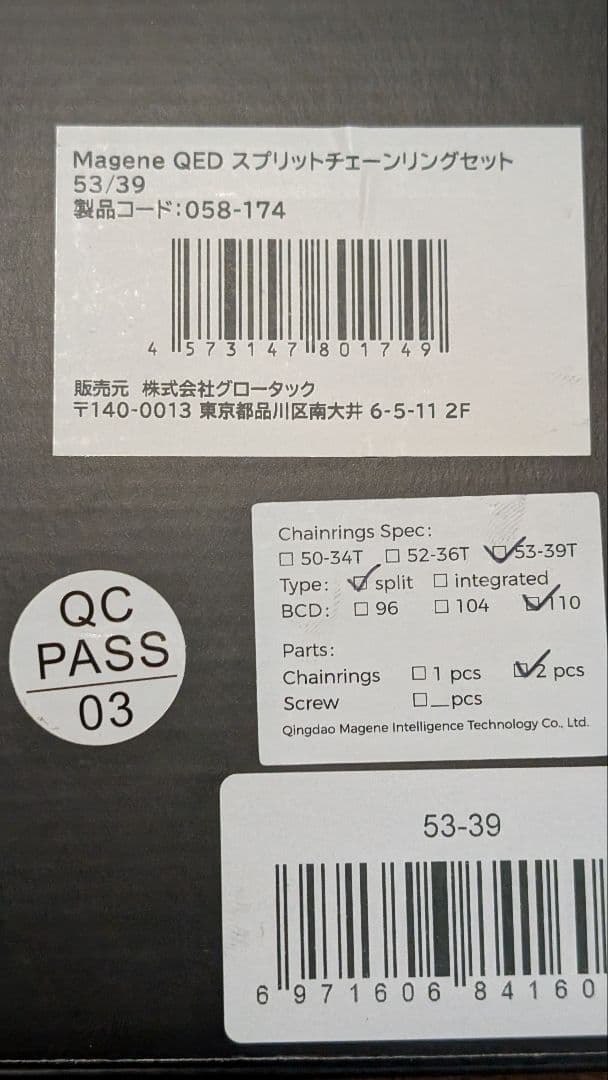 Magene QED スプリットチェーンリングセット
53/39
製品コード:058-174
4 573147 801749
販売元 株式会社グロータック
〒140-0013 東京都品川区南大井 6-5-11 2F
QC
PASS
03
Chainrings Spec:
☐ 50-34T ☐ 52-36T ☑ 53-39T
Type: ☑ split ☐ integrated
BCD: ☐ 96 ☐ 104 ☑ 110
Parts:
Chainrings ☐ 1 pcs ☑ 2 pcs
Screw ☐__pcs
Qingdao Magene Intelligence Technology Co., Ltd.
53-39
6 971606 84160